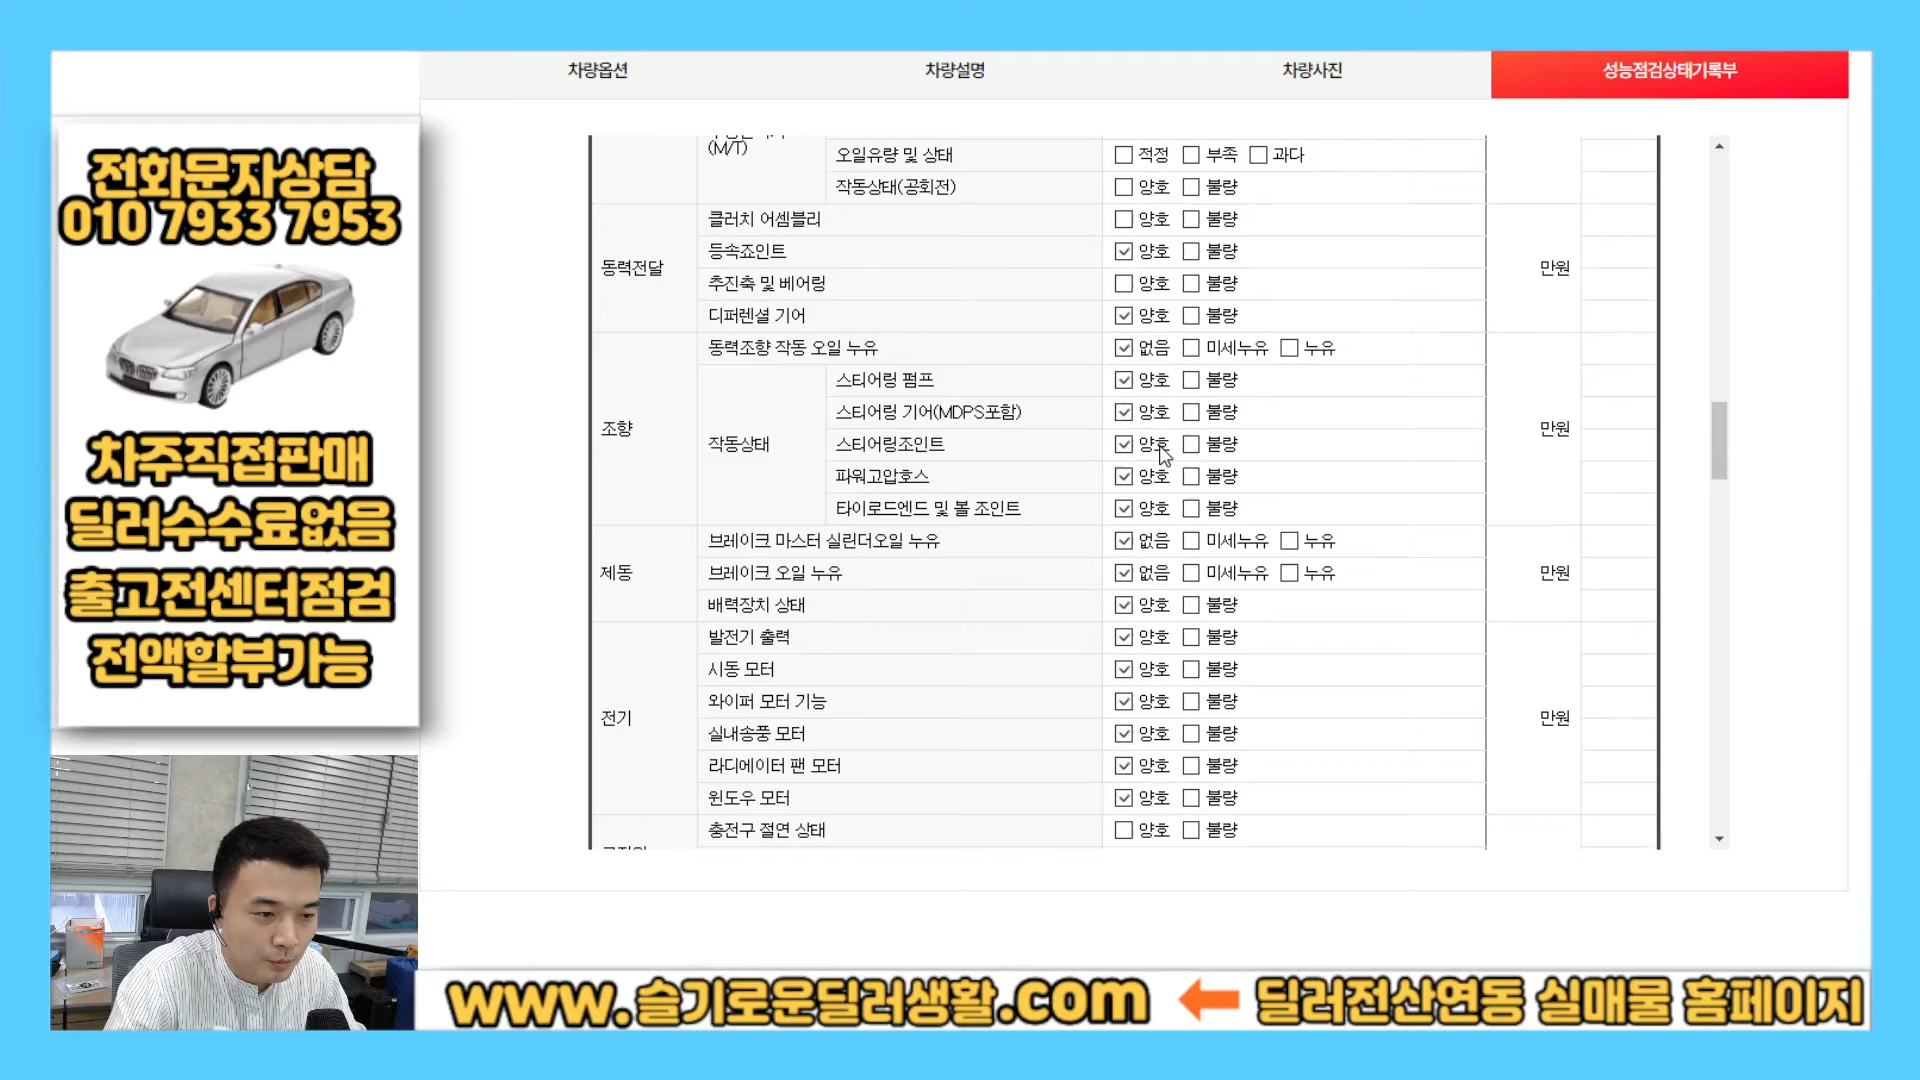 차량옵션 차량설명 차량사진 성능점검상태기록부
전화문자상담
010 7933 7953
차주직접판매
딜러수수료없음
출고전센터점검
전액할부가능
(M/T)
오일유량 및 상태 적정 부족 과다
작동상태(공회전) 양호 불량
동력전달 만원
클러치 어셈블리 양호 불량
등속죠인트 양호 불량
추진축 및 베어링 양호 불량
디퍼렌셜 기어 양호 불량
조향 만원
동력조향 작동 오일 누유 없음 미세누유 누유
작동상태
스티어링 펌프 양호 불량
스티어링 기어(MDPS포함) 양호 불량
스티어링조인트 양호 불량
파워고압호스 양호 불량
타이로드엔드 및 볼 조인트 양호 불량
제동 만원
브레이크 마스터 실린더오일 누유 없음 미세누유 누유
브레이크 오일 누유 없음 미세누유 누유
배력장치 상태 양호 불량
전기 만원
발전기 출력 양호 불량
시동 모터 양호 불량
와이퍼 모터 기능 양호 불량
실내송풍 모터 양호 불량
라디에이터 팬 모터 양호 불량
윈도우 모터 양호 불량
충전구 절연 상태 양호 불량
www.슬기로운딜러생활.com ← 딜러전산연동 실매물 홈페이지